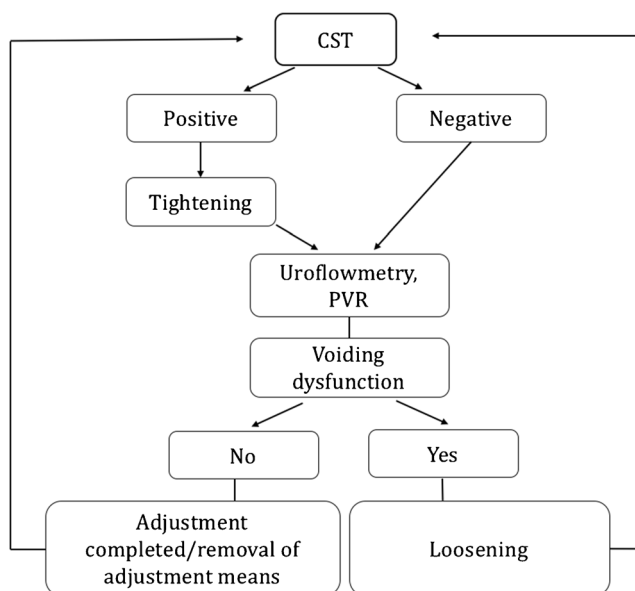 CST
Positive
Negative
Tightening
Uroflowmetry,
PVR
Voiding
dysfunction
No
Yes
Adjustment
completed/removal of
adjustment means
Loosening